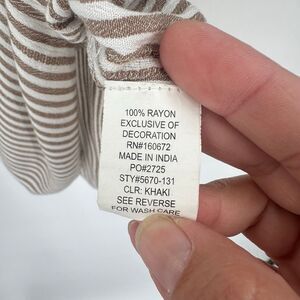 100% RAYON
EXCLUSIVE OF
DECORATION
RN#160672
MADE IN INDIA
PO#2725
STY#5670-131
CLR: KHAKI
SEE REVERSE
FOR WASH CARE